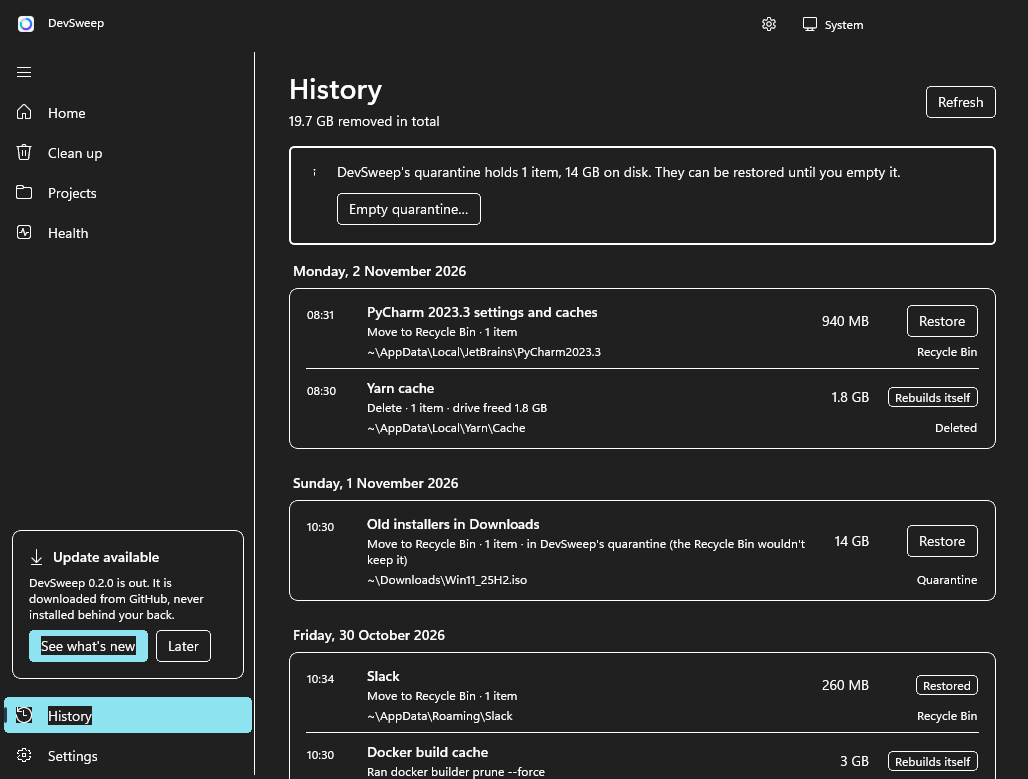 DevSweep
System
Home
Clean up
Projects
Health
Update available
DevSweep 0.2.0 is out. It is
downloaded from GitHub, never
installed behind your back.
See what's new
Later
History
Settings
History
19.7 GB removed in total
Refresh
DevSweep's quarantine holds 1 item, 14 GB on disk. They can be restored until you empty it.
Empty quarantine...
Monday, 2 November 2026
08:31
PyCharm 2023.3 settings and caches
Move to Recycle Bin · 1 item
~\AppData\Local\JetBrains\PyCharm2023.3
940 MB
Restore
Recycle Bin
08:30
Yarn cache
Delete · 1 item · drive freed 1.8 GB
~\AppData\Local\Yarn\Cache
1.8 GB
Rebuilds itself
Deleted
Sunday, 1 November 2026
10:30
Old installers in Downloads
Move to Recycle Bin · 1 item · in DevSweep's quarantine (the Recycle Bin wouldn't
keep it)
~\Downloads\Win11_25H2.iso
14 GB
Restore
Quarantine
Friday, 30 October 2026
10:34
Slack
Move to Recycle Bin · 1 item
~\AppData\Roaming\Slack
260 MB
Restored
Recycle Bin
10:30
Docker build cache
Ran docker builder prune --force
3 GB
Rebuilds itself